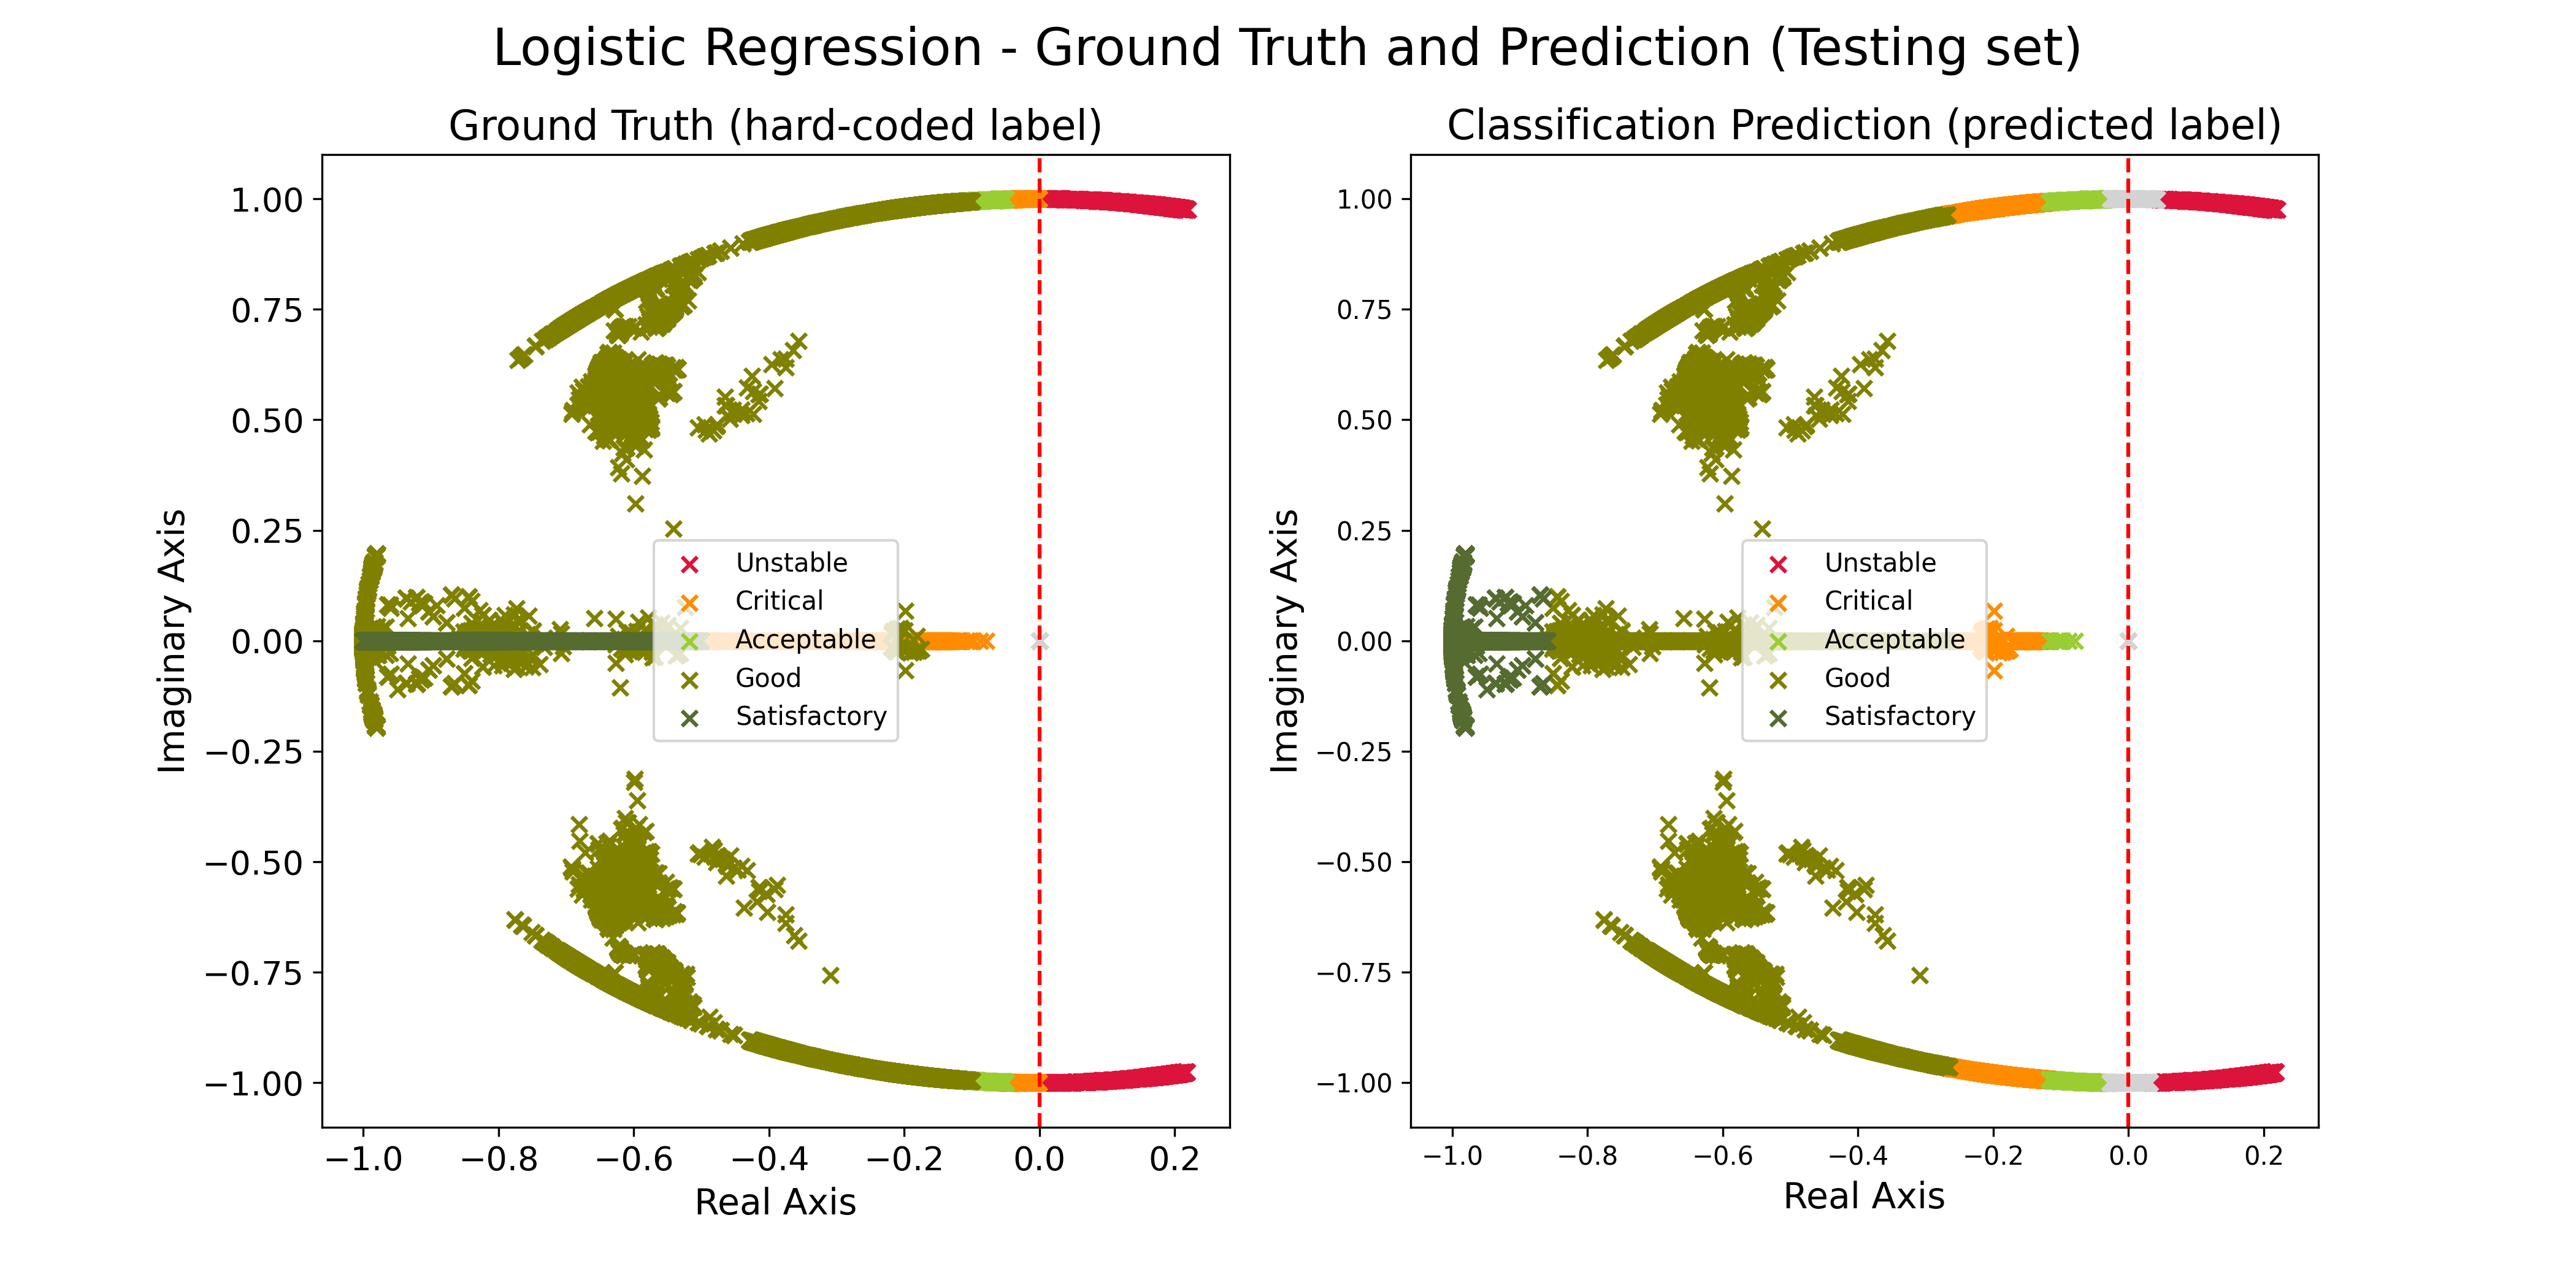 Logistic Regression - Ground Truth and Prediction (Testing set)
Ground Truth (hard-coded label)
1.00
0.75
0.50
0.25
0.00
−0.25
−0.50
−0.75
−1.00
Imaginary Axis
Unstable
Critical
Acceptable
Good
Satisfactory
−1.0
−0.8
−0.6
−0.4
−0.2
0.0
0.2
Real Axis
Classification Prediction (predicted label)
1.00
0.75
0.50
0.25
0.00
−0.25
−0.50
−0.75
−1.00
Imaginary Axis
Unstable
Critical
Acceptable
Good
Satisfactory
−1.0
−0.8
−0.6
−0.4
−0.2
0.0
0.2
Real Axis